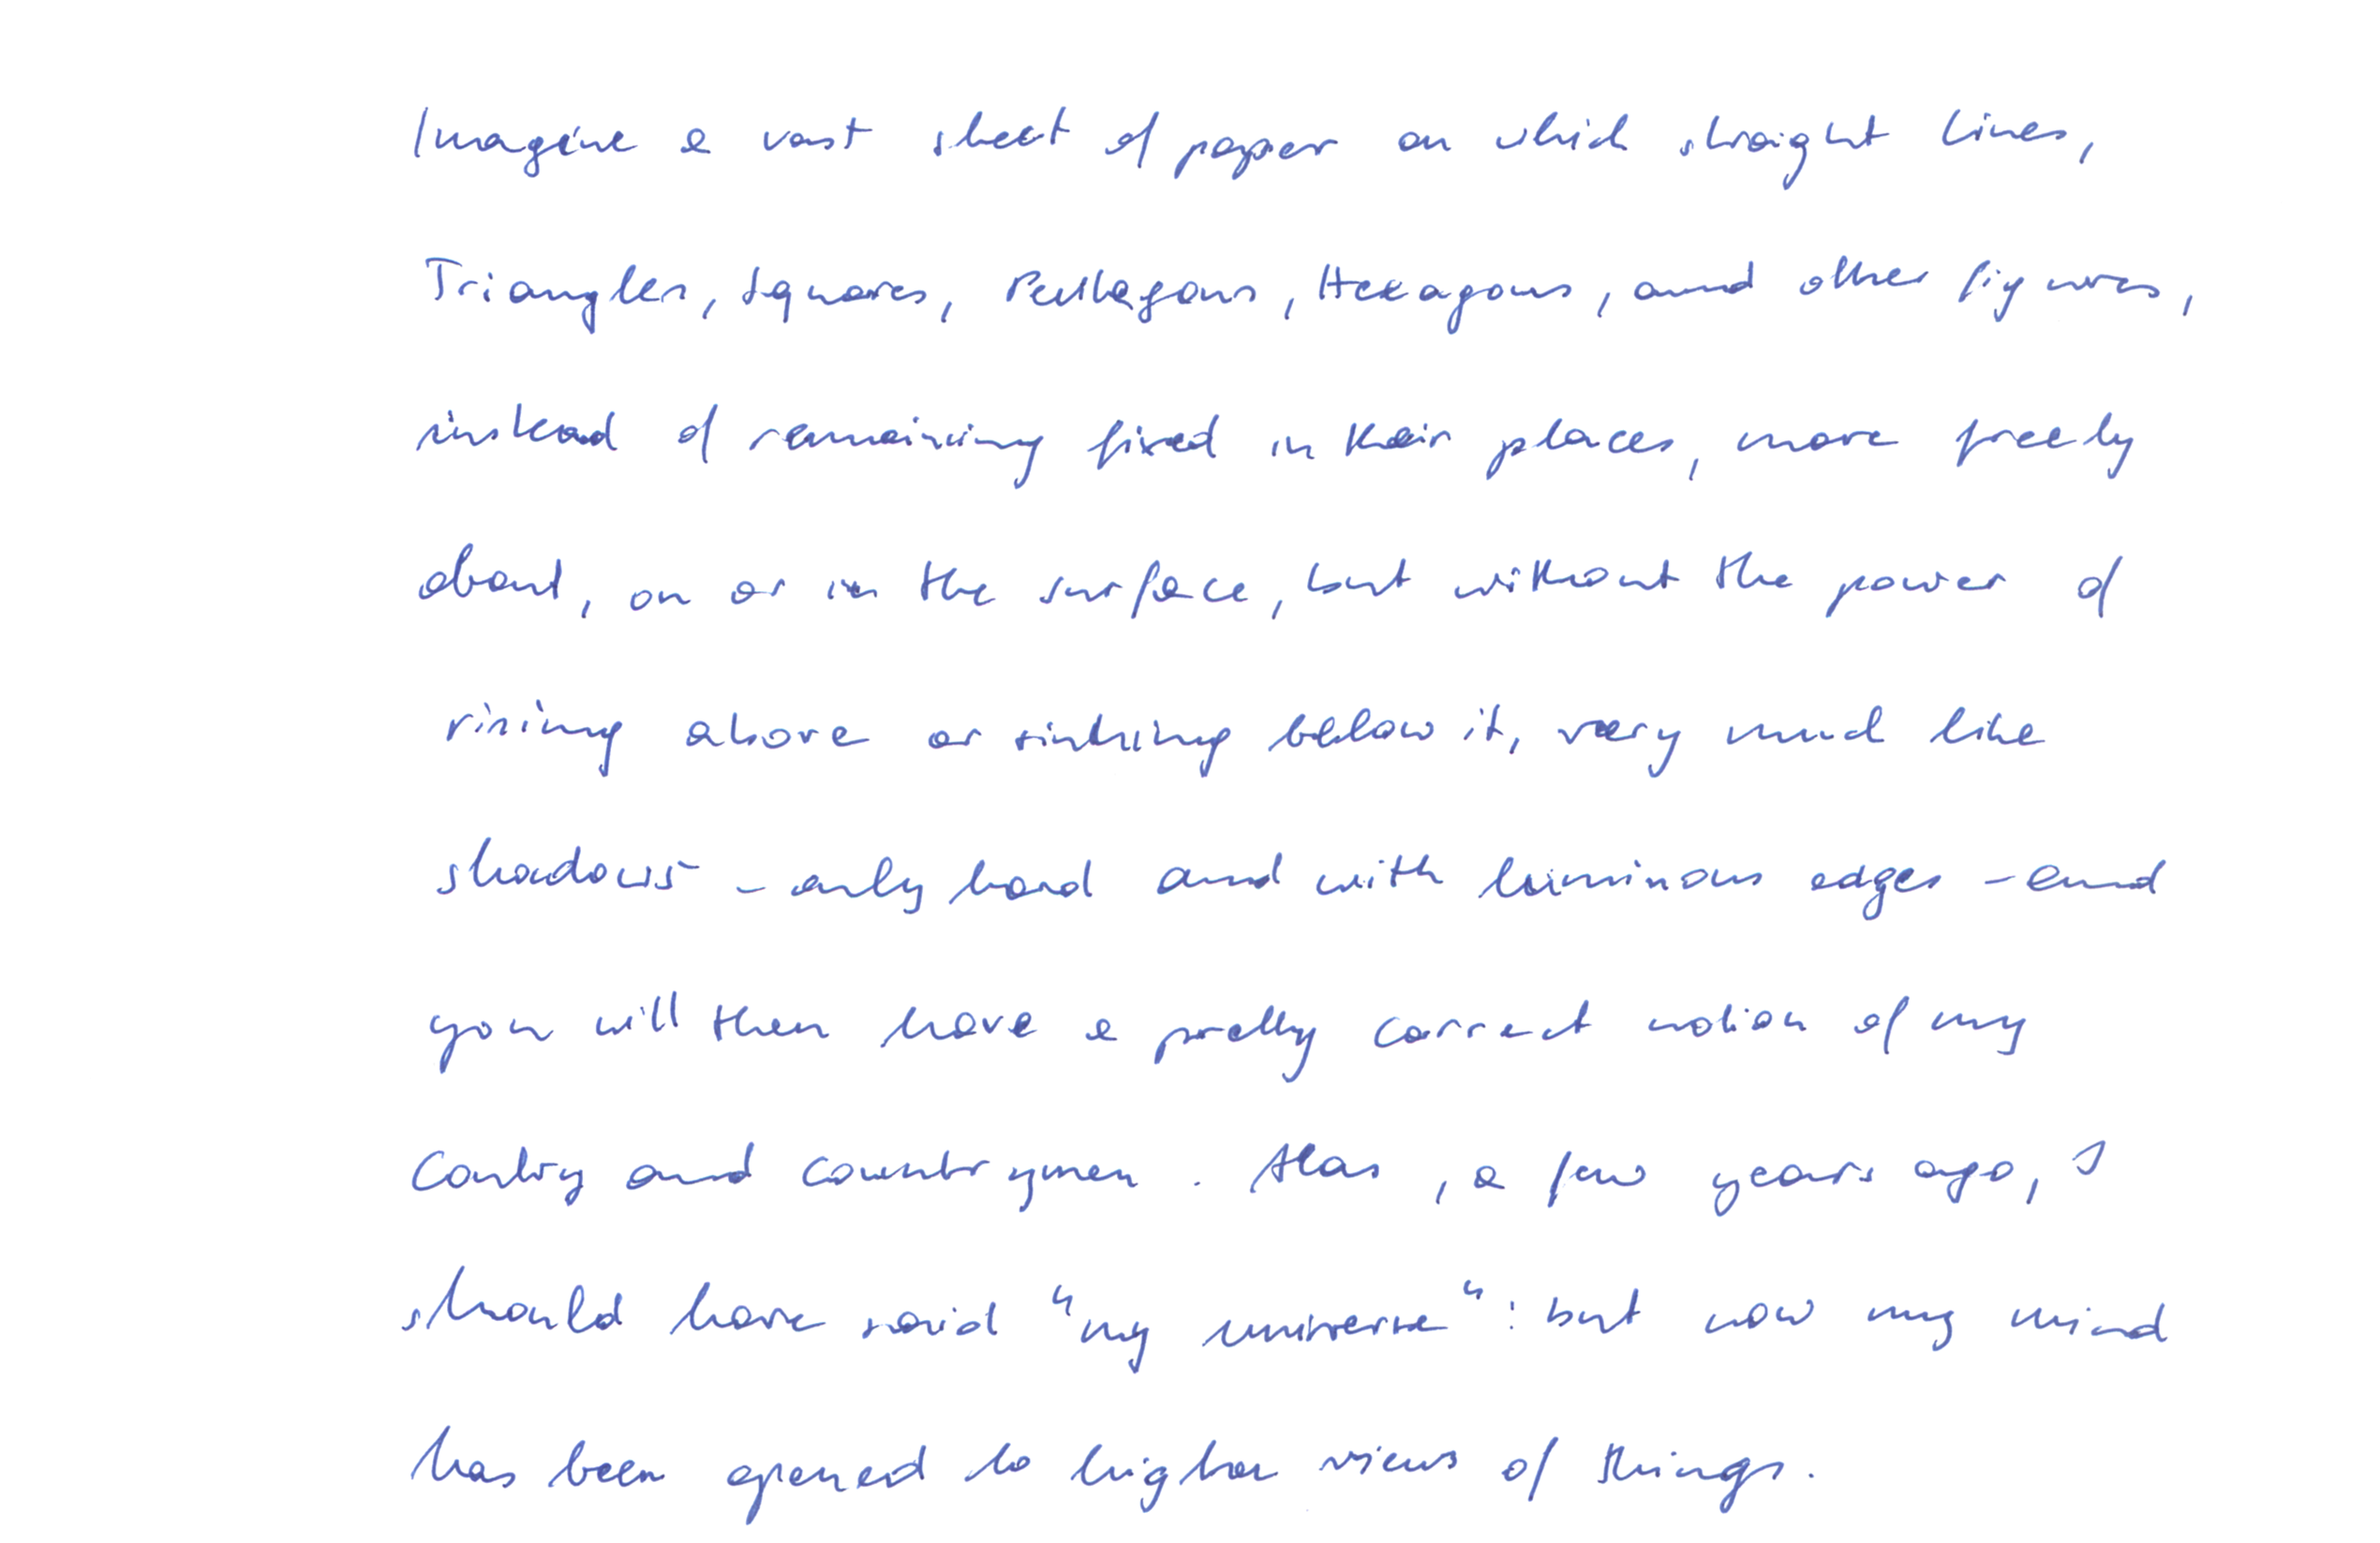 Imagine a vast sheet of paper on which straight lines,
Triangles, Squares, Pentagons, Hexagons, and other figures,
instead of remaining fixed in their places, move freely
about, on or in the surface, but without the power of
rising above or sinking below it, very much like
shadows - only hard and with luminous edges - and
you will then have a pretty correct notion of my
contry and countrymen. Alas, a few years ago, I
should have said "my universe": but now my mind
has been opened to higher views of things.